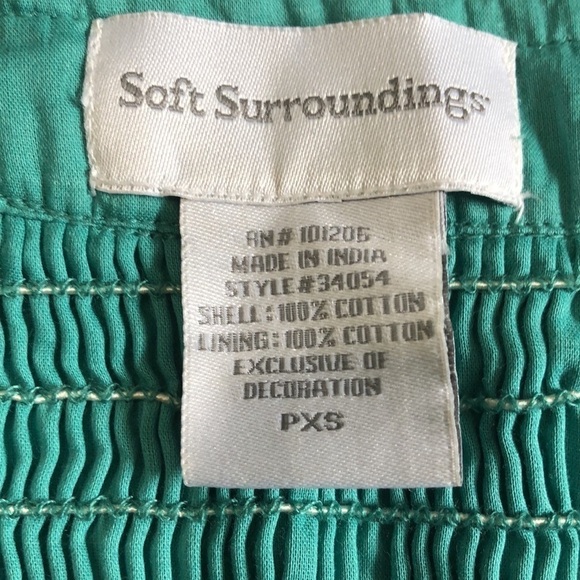 Soft Surroundings
RN# 101206
MADE IN INDIA
STYLE#34054
SHELL: 100% COTTON
LINING: 100% COTTON
EXCLUSIVE OF
DECORATION
PXS